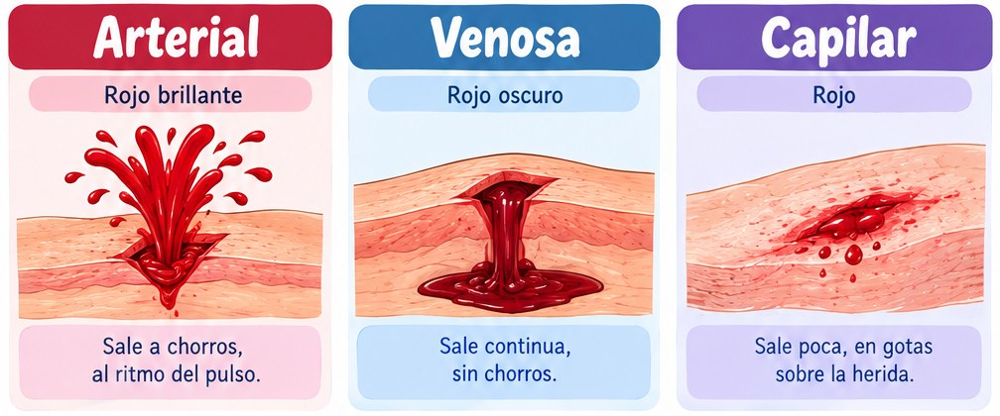 Arterial
Rojo brillante
Sale a chorros,
al ritmo del pulso.
Venosa
Rojo oscuro
Sale continua,
sin chorros.
Capilar
Rojo
Sale poca, en gotas
sobre la herida.